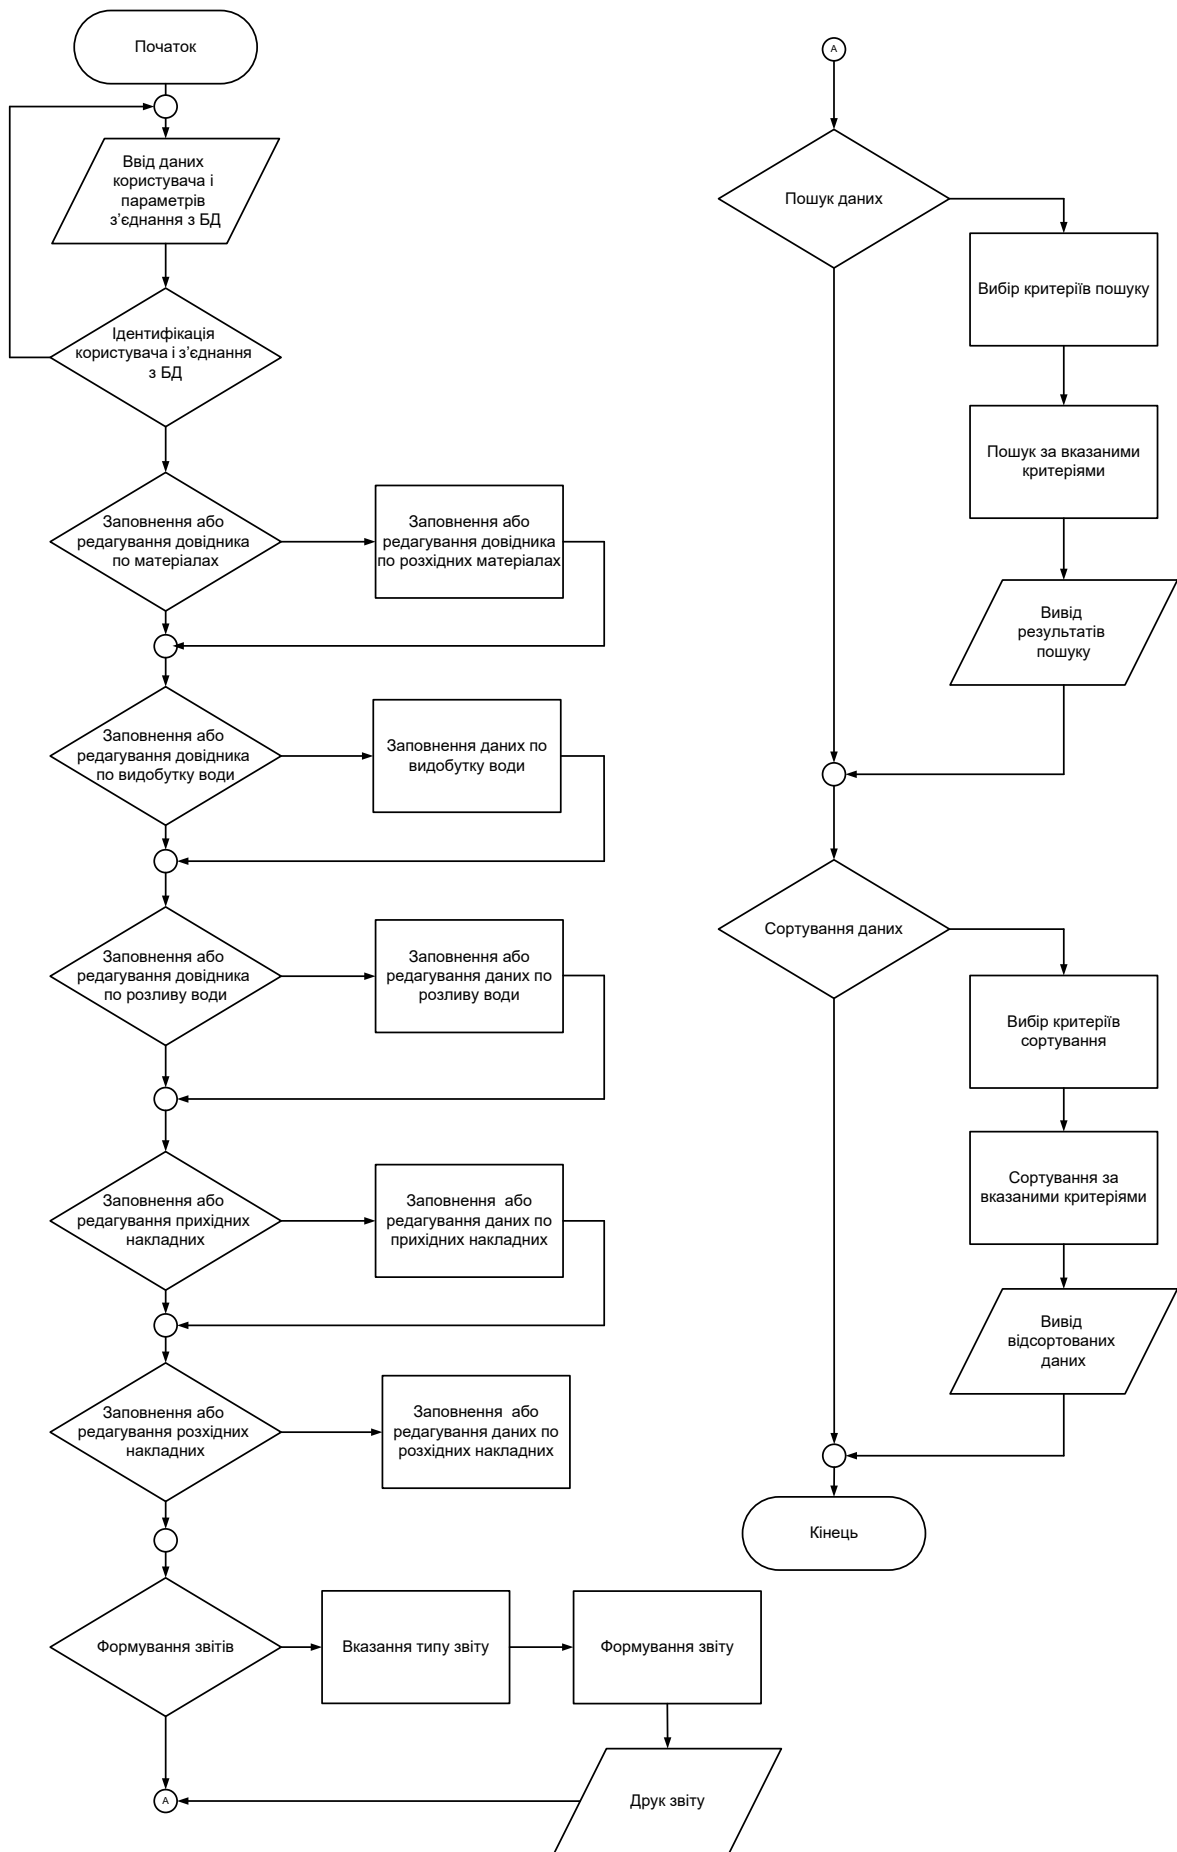 Початок
Ввід даних
користувача і
параметрів
з’єднання з БД
Ідентифікація
користувача і з’єднання
з БД
Заповнення або
редагування довідника
по матеріалах
Заповнення або
редагування довідника
по розхідних матеріалах
Заповнення або
редагування довідника
по видобутку води
Заповнення даних по
видобутку води
Заповнення або
редагування довідника
по розливу води
Заповнення або
редагування даних по
розливу води
Заповнення або
редагування прихідних
накладних
Заповнення або
редагування даних по
прихідних накладних
Заповнення або
редагування розхідних
накладних
Заповнення або
редагування даних по
розхідних накладних
Формування звітів
Вказання типу звіту
Формування звіту
Друк звіту
А
А
Пошук даних
Вибір критеріїв пошуку
Пошук за вказаними
критеріями
Вивід
результатів
пошуку
Сортування даних
Вибір критеріїв
сортування
Сортування за
вказаними критеріями
Вивід
відсортованих
даних
Кінець